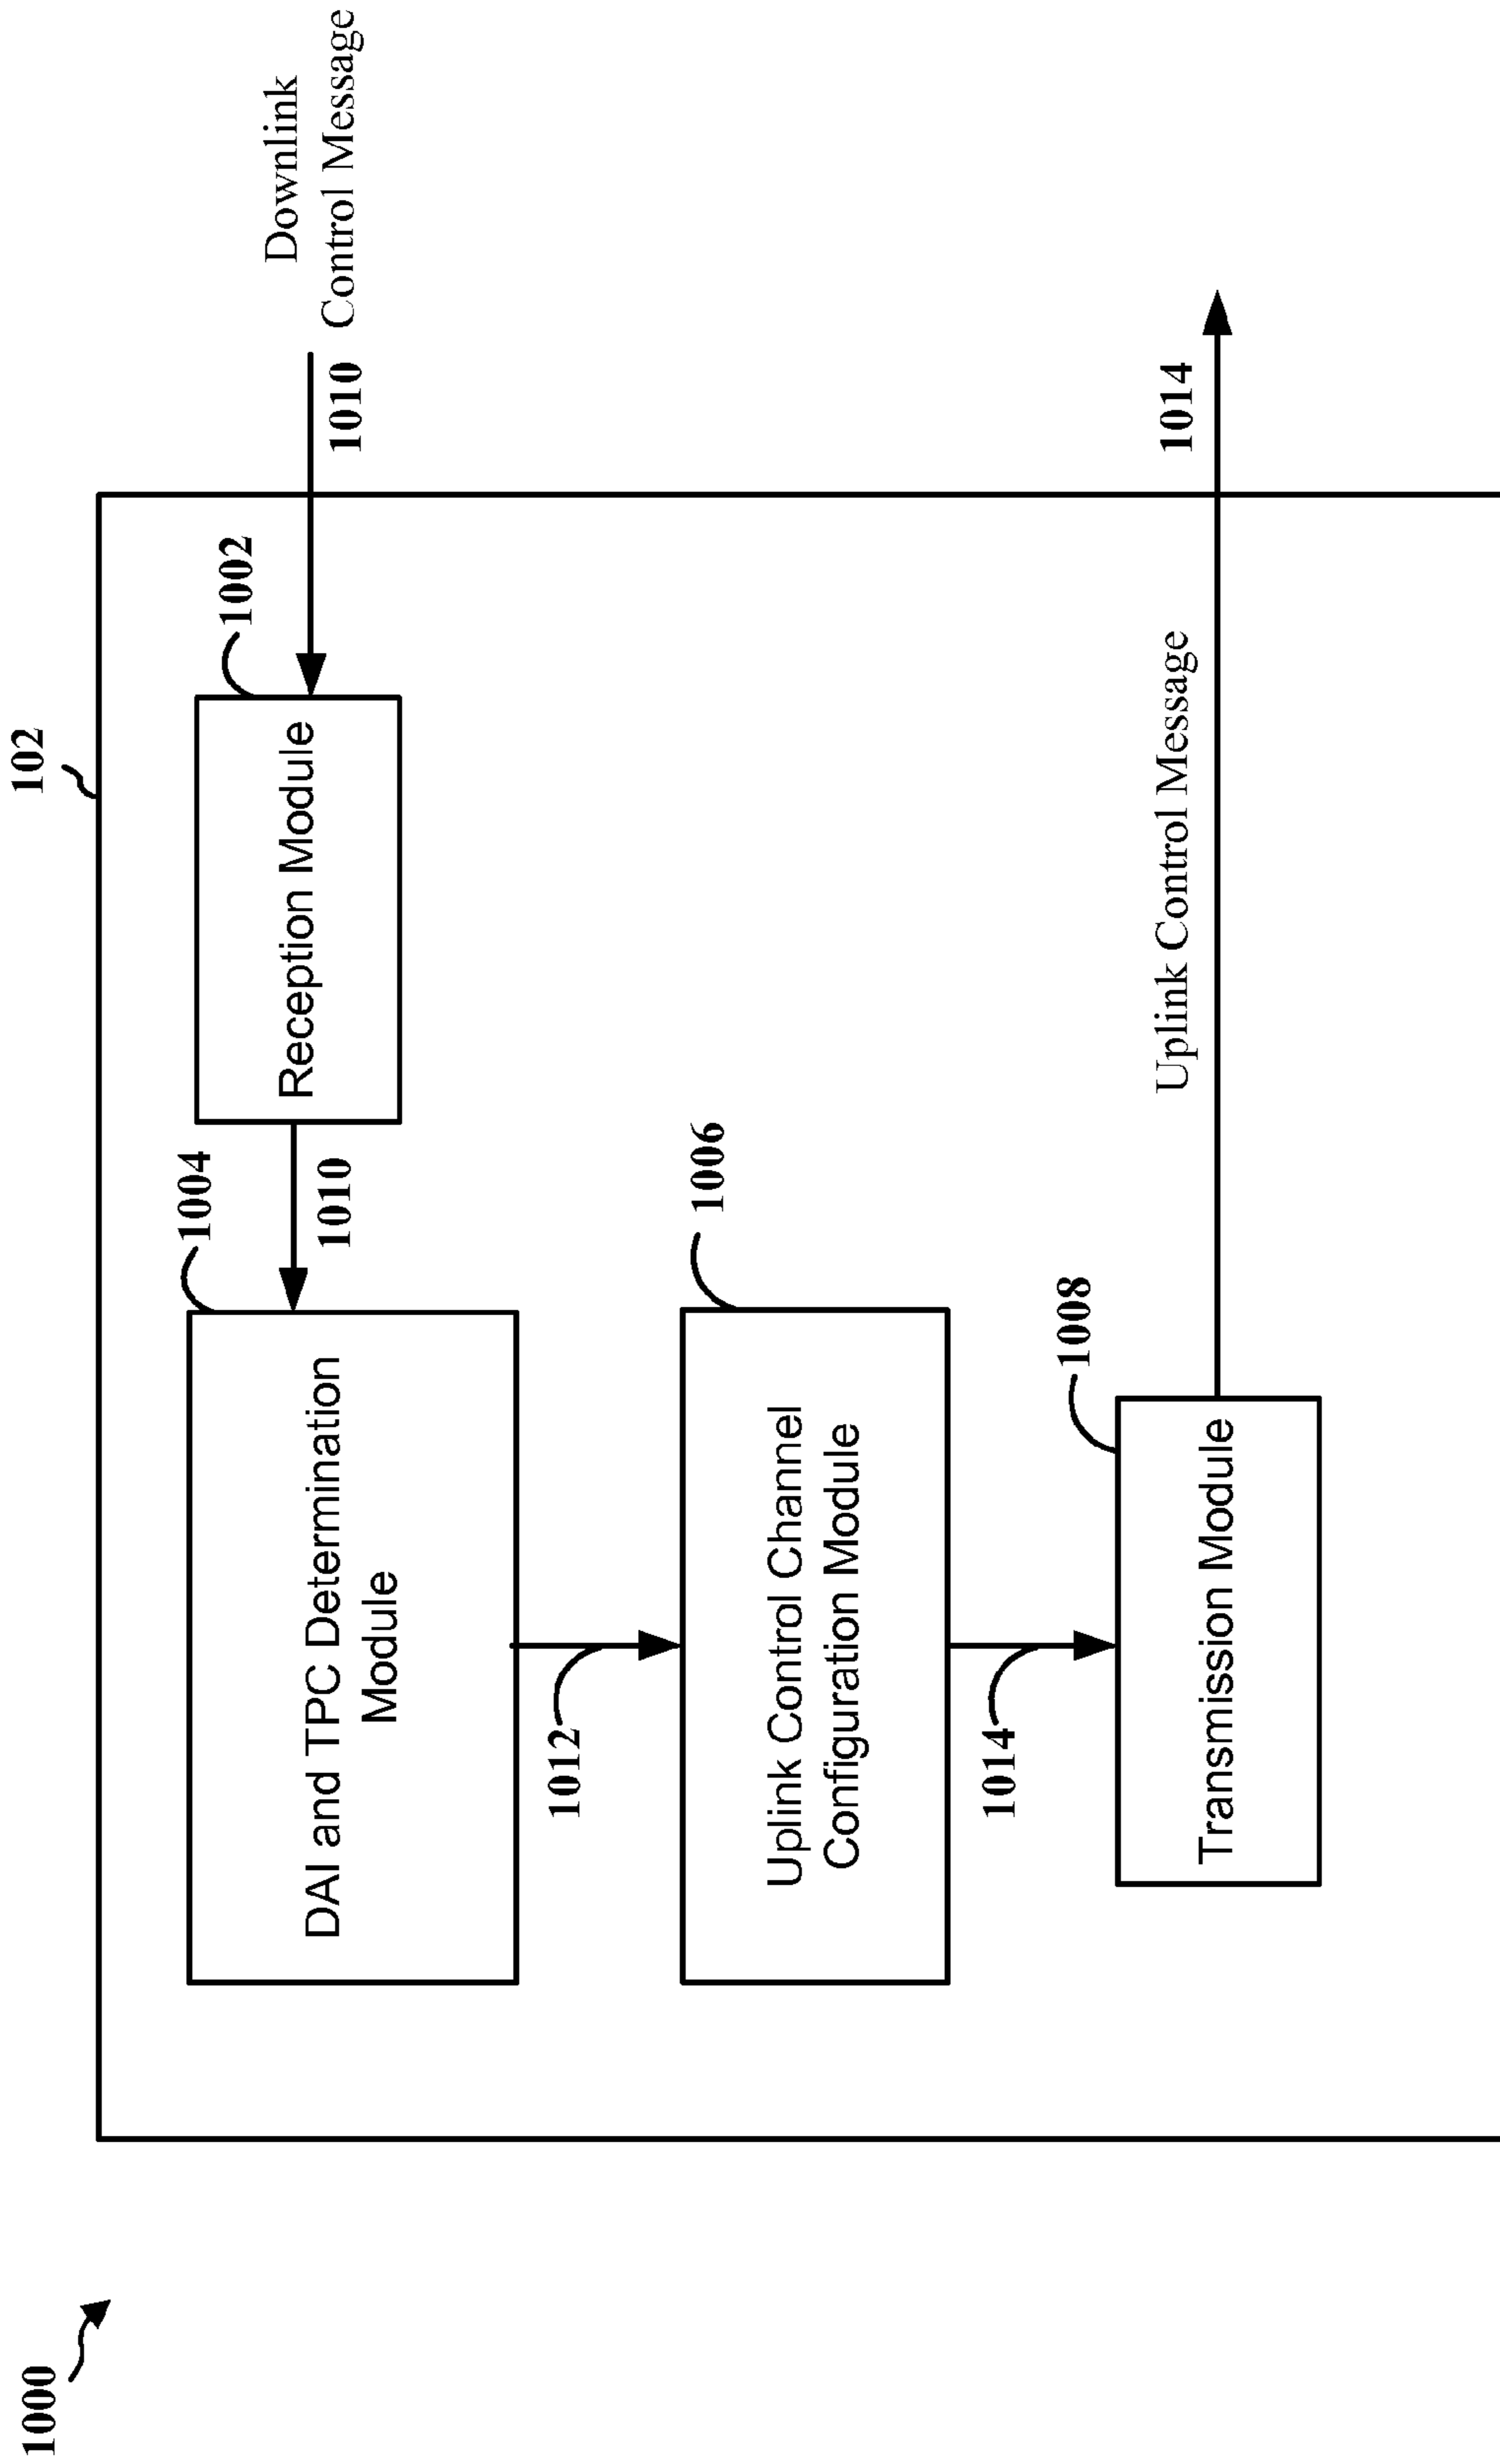 1000
102
Downlink
Control Message
1010
1002
Reception Module
1010
1004
DAI and TPC Determination
Module
1012
1006
Uplink Control Channel
Configuration Module
1014
1008
Transmission Module
Uplink Control Message
1014